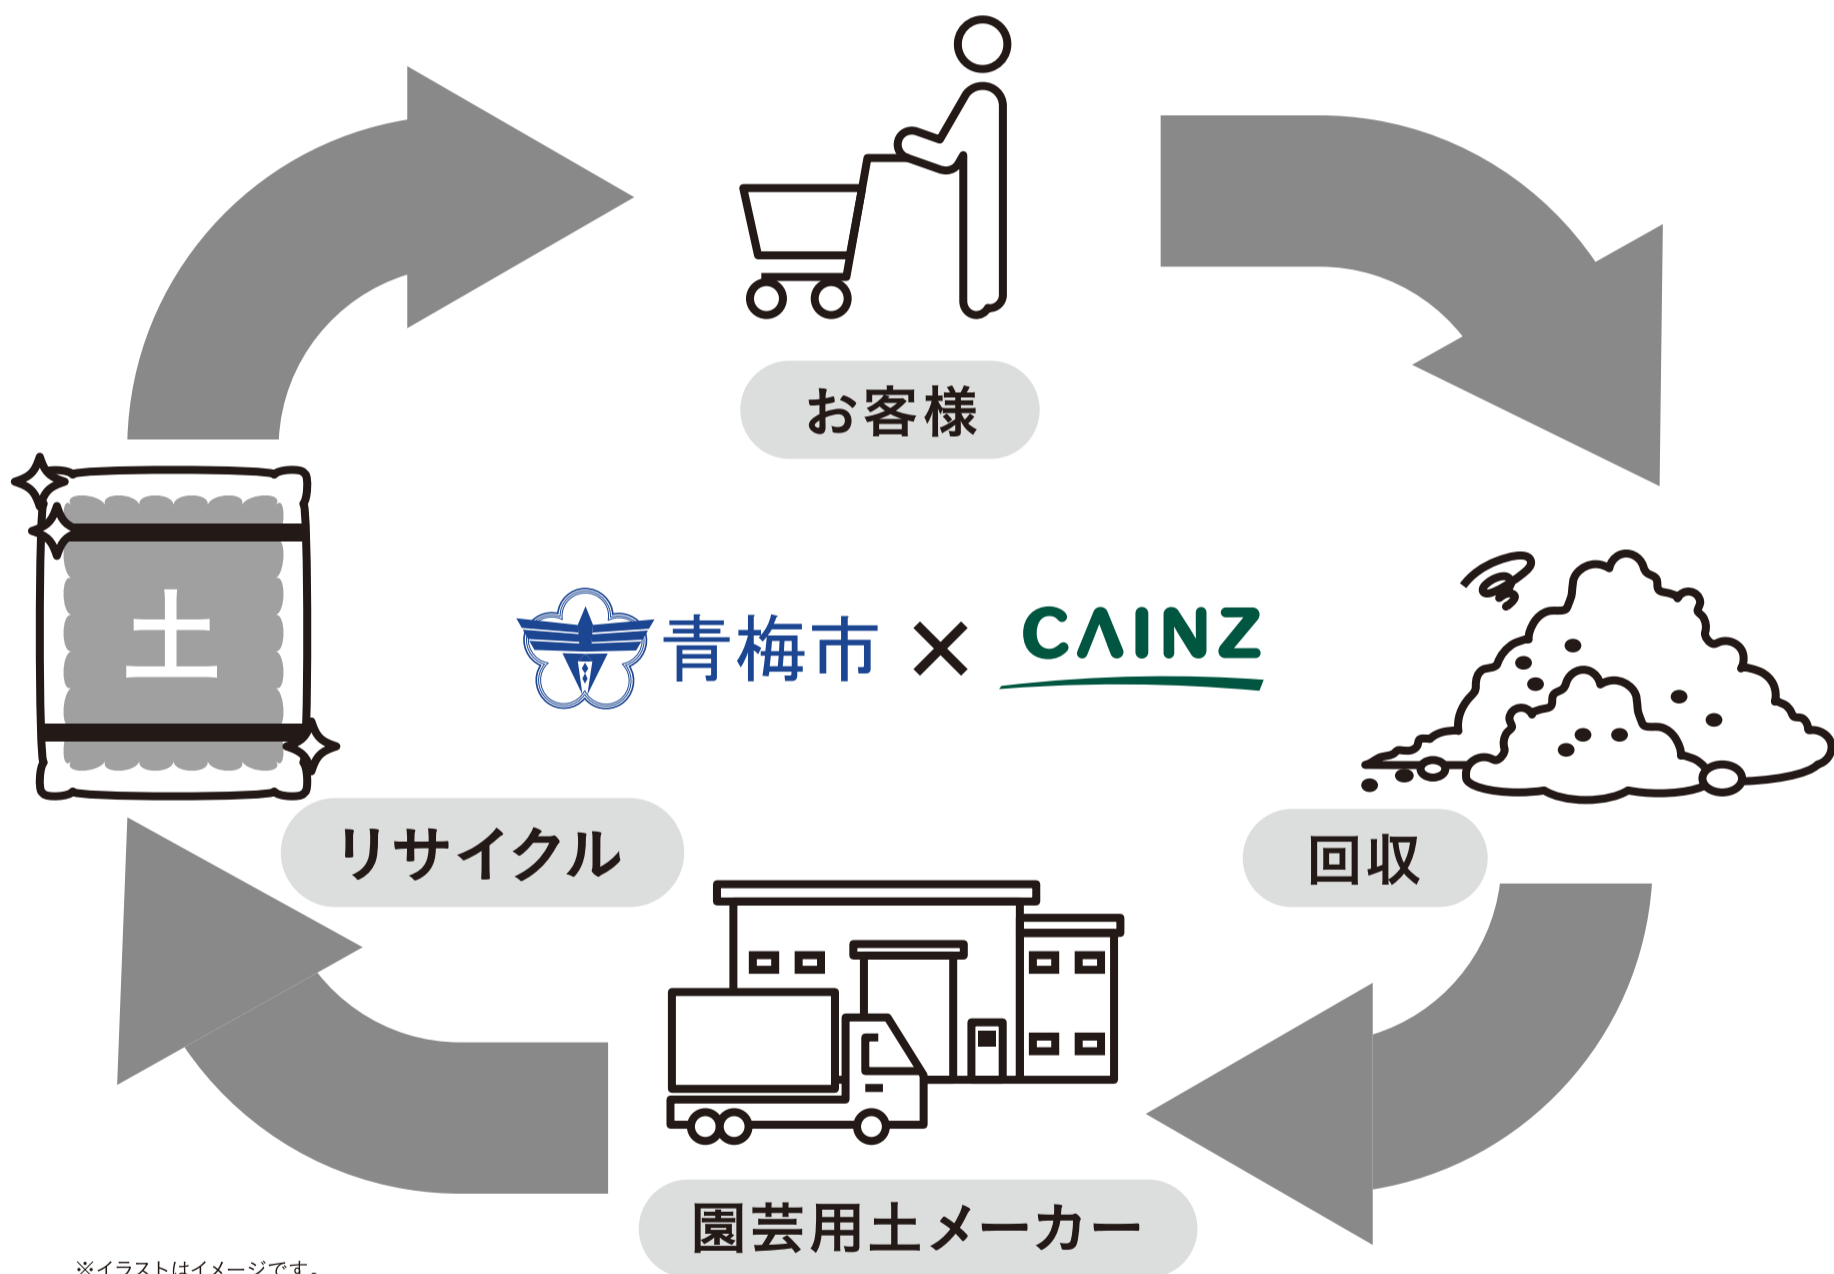 お客様
土
青梅市 × CAINZ
リサイクル
回収
園芸用土メーカー
※イラストはイメージです。